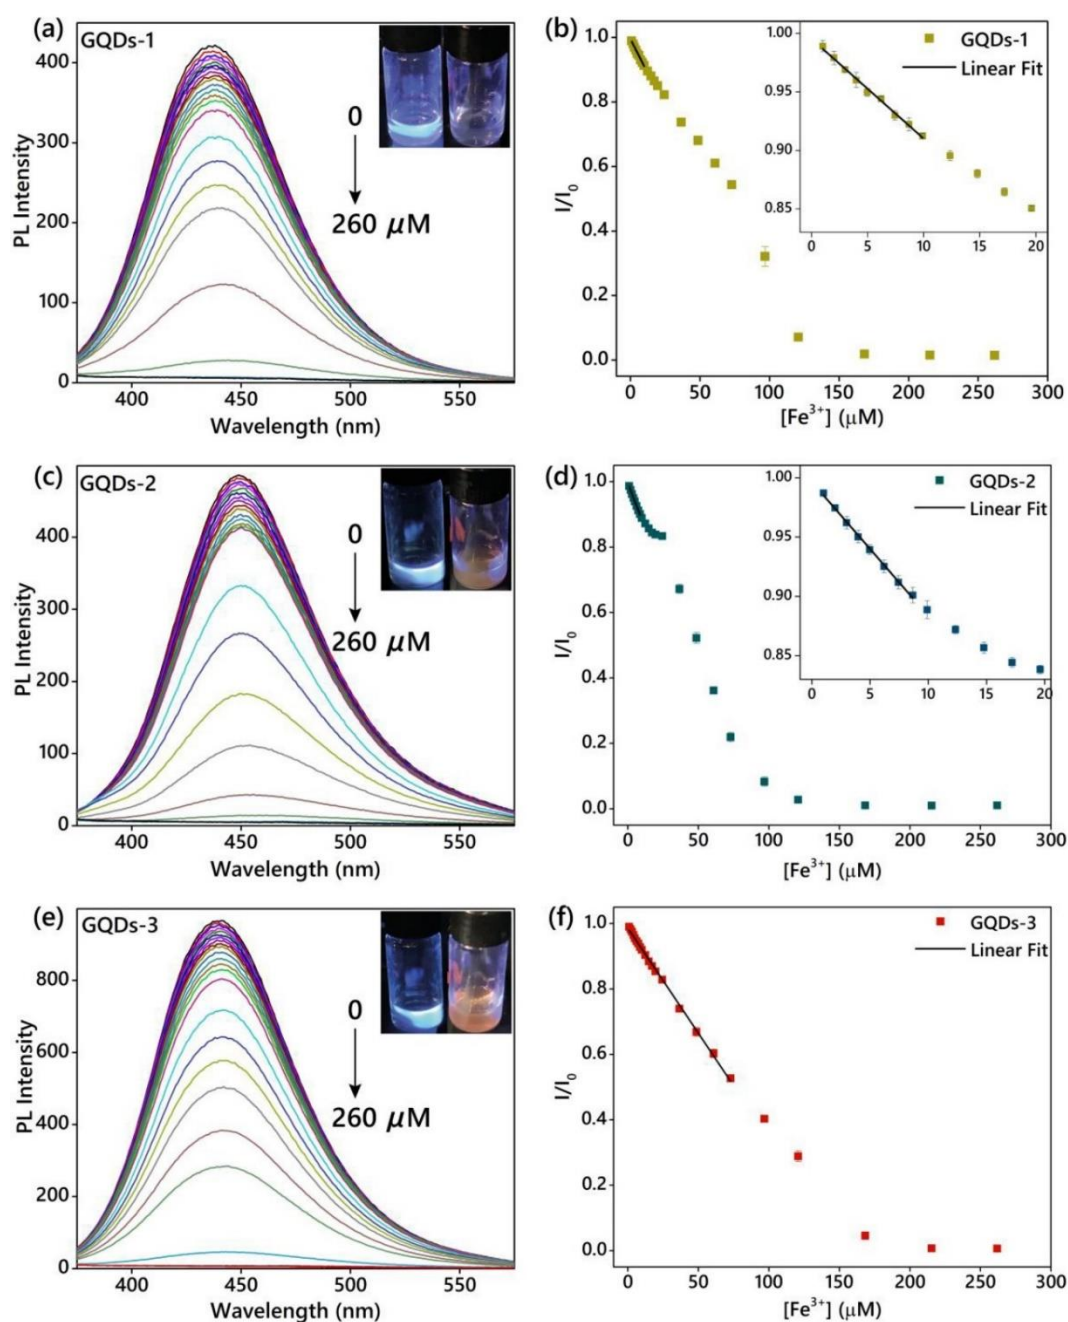 (a) GQDs-1
0
260 μM
400
300
200
100
0
PL Intensity
400 450 500 550
Wavelength (nm)
(b)
GQDs-1
Linear Fit
1.0
0.8
0.6
0.4
0.2
0.0
I/I₀
0 50 100 150 200 250 300
[Fe³⁺] (μM)
1.00
0.95
0.90
0.85
0 5 10 15 20
(c) GQDs-2
0
260 μM
400
300
200
100
0
PL Intensity
400 450 500 550
Wavelength (nm)
(d)
GQDs-2
Linear Fit
1.0
0.8
0.6
0.4
0.2
0.0
I/I₀
0 50 100 150 200 250 300
[Fe³⁺] (μM)
1.00
0.95
0.90
0.85
0 5 10 15 20
(e) GQDs-3
0
260 μM
800
600
400
200
0
PL Intensity
400 450 500 550
Wavelength (nm)
(f)
GQDs-3
Linear Fit
1.0
0.8
0.6
0.4
0.2
0.0
I/I₀
0 50 100 150 200 250 300
[Fe³⁺] (μM)